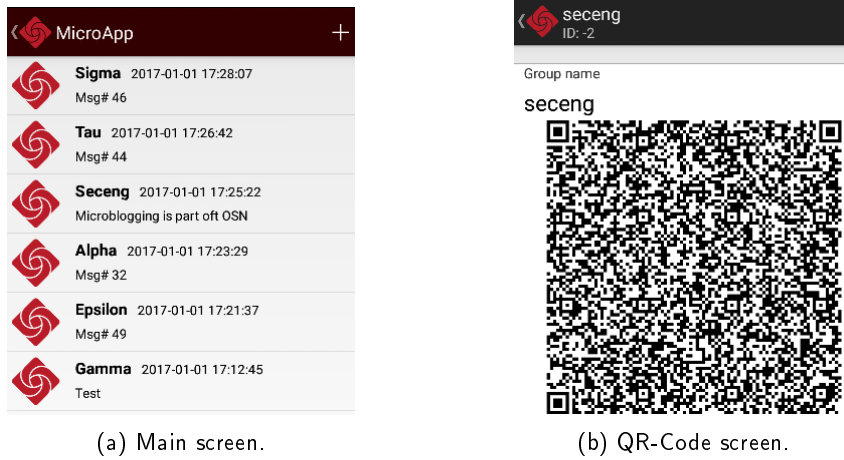 MicroApp
Sigma 2017-01-01 17:28:07
Msg# 46
Tau 2017-01-01 17:26:42
Msg# 44
Seceng 2017-01-01 17:25:22
Microblogging is part oft OSN
Alpha 2017-01-01 17:23:29
Msg# 32
Epsilon 2017-01-01 17:21:37
Msg# 49
Gamma 2017-01-01 17:12:45
Test
(a) Main screen.
seceng
ID: -2
Group name
seceng
(b) QR-Code screen.